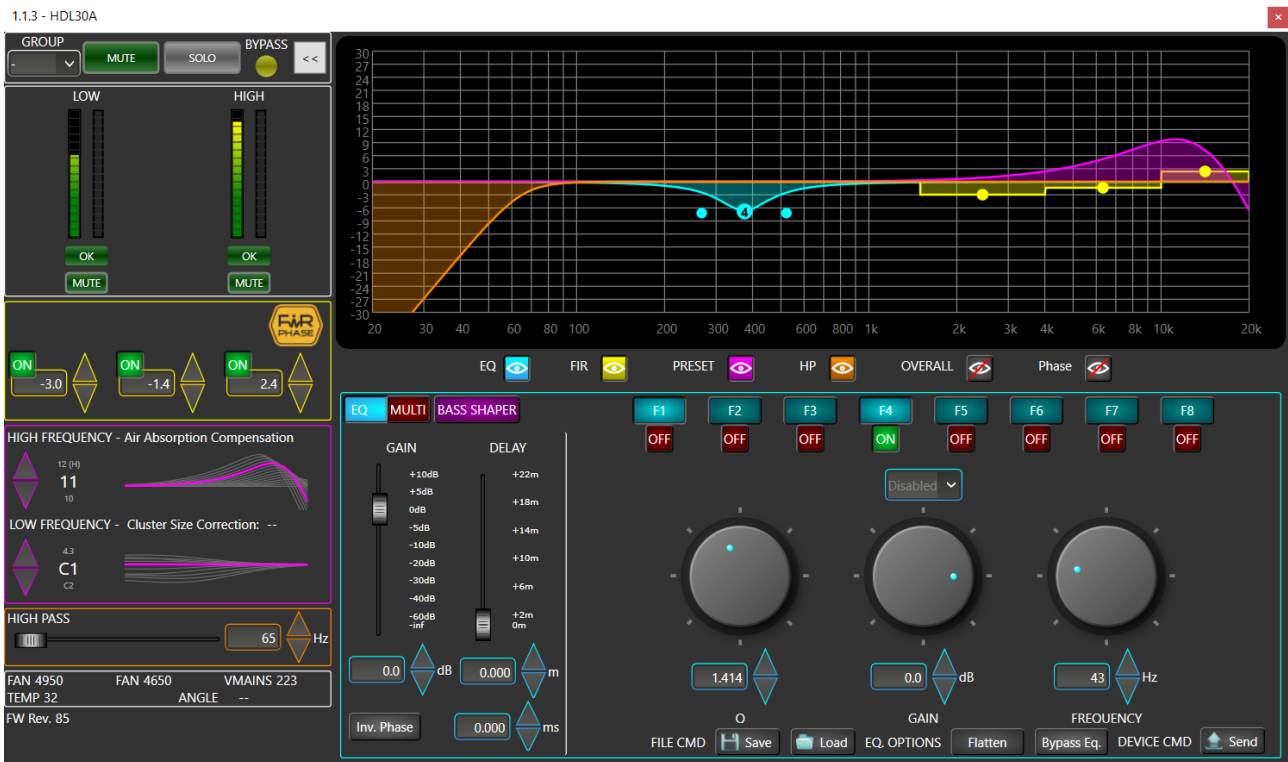 1.1.3 - HDL30A
×
GROUP
-
MUTE
SOLO
BYPASS
<<
LOW
HIGH
OK
OK
MUTE
MUTE
FiR
PHASE
ON
-3.0
ON
-1.4
ON
2.4
HIGH FREQUENCY - Air Absorption Compensation
12 (H)
11
10
LOW FREQUENCY - Cluster Size Correction: --
4.3
C1
C2
HIGH PASS
65
Hz
FAN 4950 FAN 4650 VMAINS 223
TEMP 32 ANGLE --
FW Rev. 85
30
27
24
21
18
15
12
9
6
3
0
-3
-6
-9
-12
-15
-18
-21
-24
-27
-30
4
20 30 40 60 80 100 200 300 400 600 800 1k 2k 3k 4k 6k 8k 10k 20k
EQ FIR PRESET HP OVERALL Phase
EQ MULTI BASS SHAPER
F1 F2 F3 F4 F5 F6 F7 F8
OFF OFF OFF ON OFF OFF OFF OFF
GAIN
+10dB
+5dB
0dB
-5dB
-10dB
-20dB
-30dB
-40dB
-60dB
-inf
0.0 dB
Inv. Phase
DELAY
+22m
+18m
+14m
+10m
+6m
+2m
0m
0.000 m
0.000 ms
Disabled
1.414
0.0 dB
43 Hz
Q GAIN FREQUENCY
FILE CMD Save Load EQ. OPTIONS Flatten Bypass Eq. DEVICE CMD Send